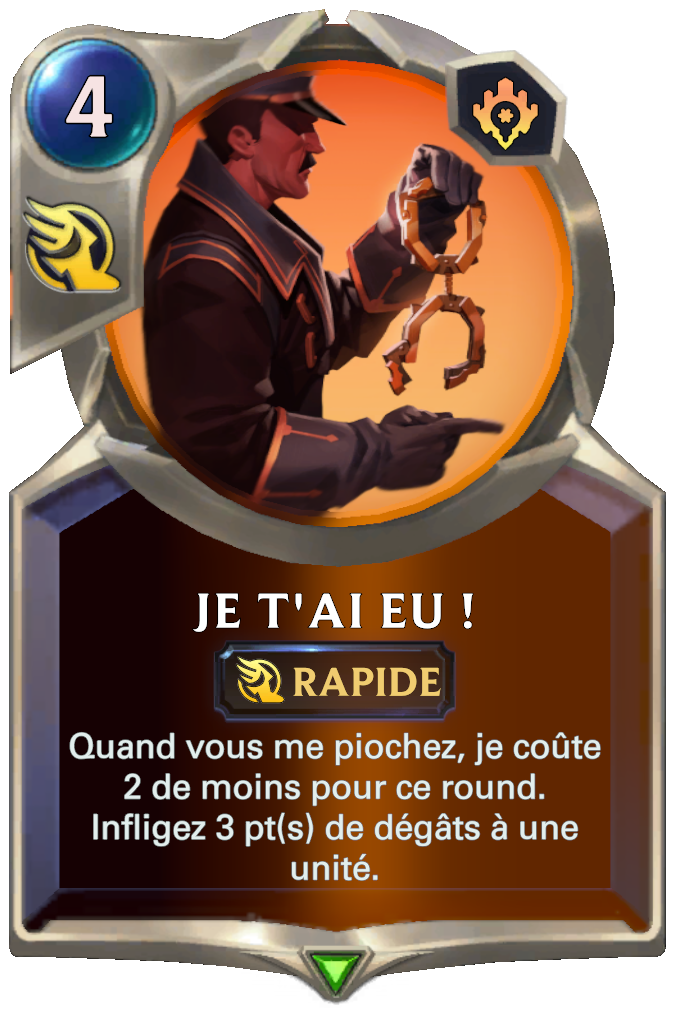 4
JE T'AI EU !
RAPIDE
Quand vous me piochez, je coûte
2 de moins pour ce round.
Infligez 3 pt(s) de dégâts à une
unité.